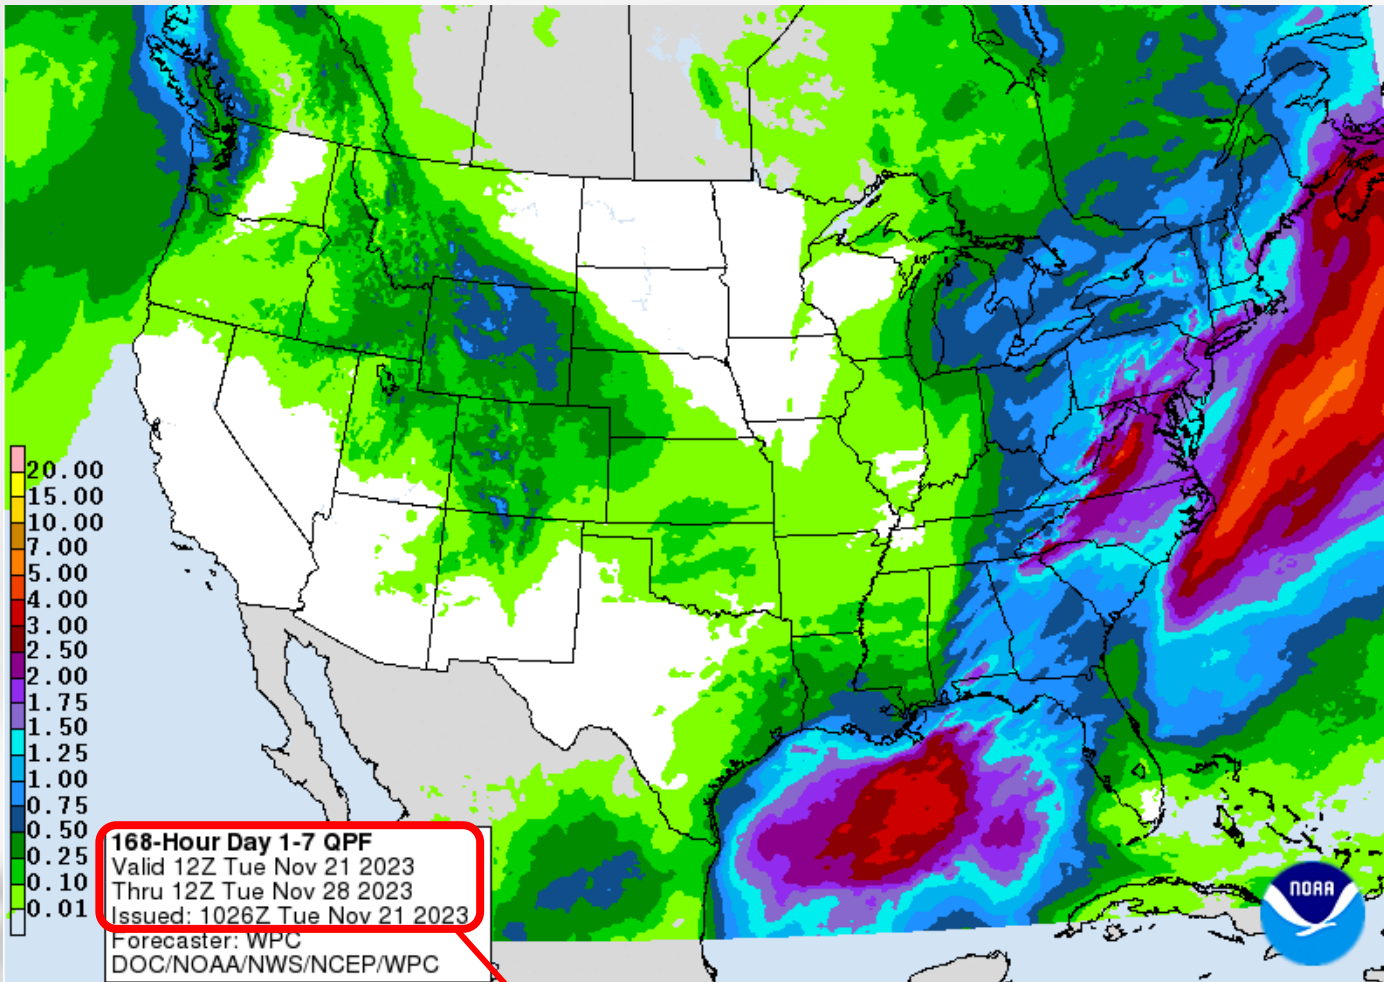 20.00
15.00
10.00
7.00
5.00
4.00
3.00
2.50
2.00
1.75
1.50
1.25
1.00
0.75
0.50
0.25
0.10
0.01
168-Hour Day 1-7 QPF
Valid 12Z Tue Nov 21 2023
Thru 12Z Tue Nov 28 2023
Issued: 1026Z Tue Nov 21 2023
Forecaster: WPC
DOC/NOAA/NWS/NCEP/WPC
NOAA